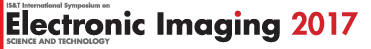 IS&T International Symposium on
Electronic Imaging 2017
SCIENCE AND TECHNOLOGY